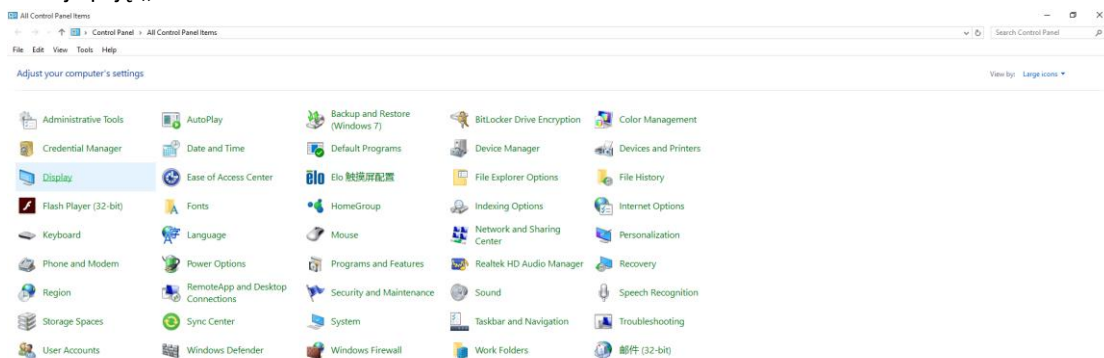 All Control Panel Items
Control Panel > All Control Panel Items
Search Control Panel
File Edit View Tools Help
Adjust your computer's settings
View by: Large icons
Administrative Tools
AutoPlay
Backup and Restore
(Windows 7)
BitLocker Drive Encryption
Color Management
Credential Manager
Date and Time
Default Programs
Device Manager
Devices and Printers
Display
Ease of Access Center
elo
Elo 触摸屏配置
File Explorer Options
File History
Flash Player (32-bit)
Fonts
HomeGroup
Indexing Options
Internet Options
Keyboard
Language
Mouse
Network and Sharing
Center
Personalization
Phone and Modem
Power Options
Programs and Features
Realtek HD Audio Manager
Recovery
Region
RemoteApp and Desktop
Connections
Security and Maintenance
Sound
Speech Recognition
Storage Spaces
Sync Center
System
Taskbar and Navigation
Troubleshooting
User Accounts
Windows Defender
Windows Firewall
Work Folders
邮件 (32-bit)